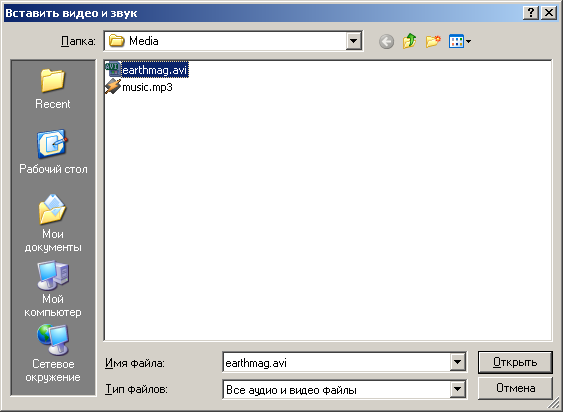 Вставить видео и звук
Папка:
Media
Recent
Рабочий стол
Мои
документы
Мой
компьютер
Сетевое
окружение
AVI
earthmag.avi
music.mp3
Имя файла:
earthmag.avi
Открыть
Тип файлов:
Все аудио и видео файлы
Отмена